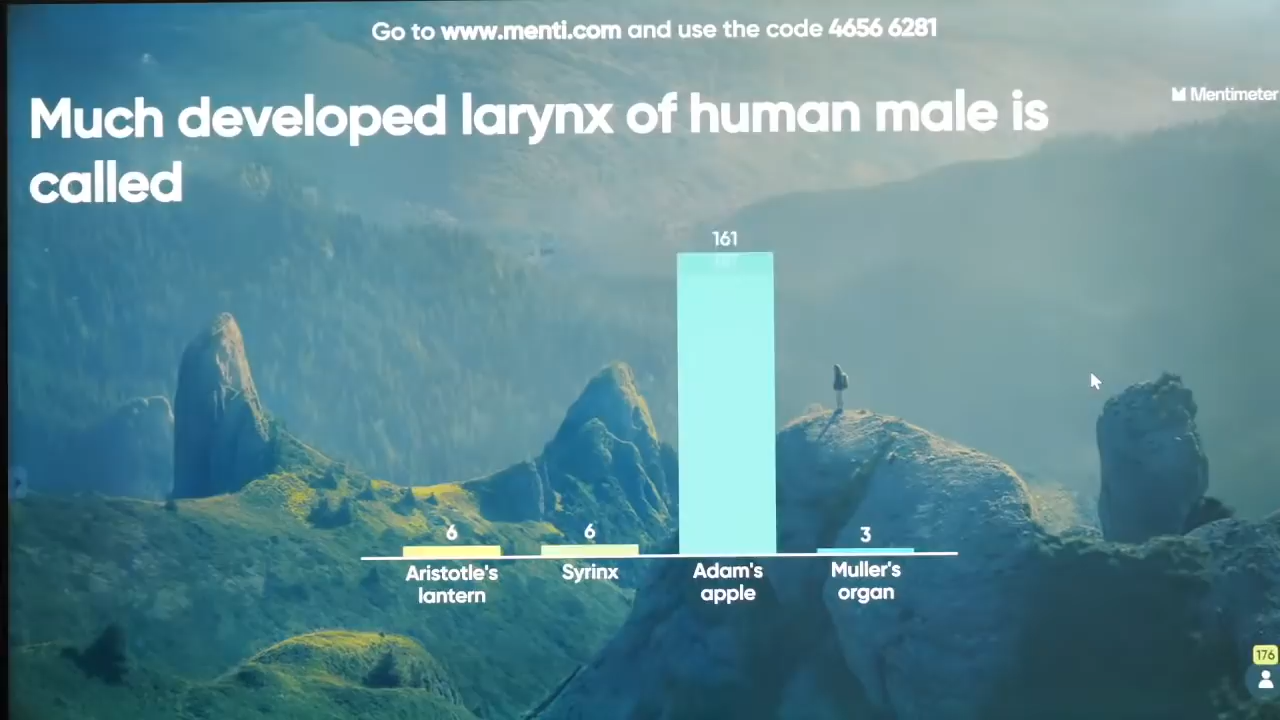 Go to www.menti.com and use the code 4656 6281
Mentimeter
Much developed larynx of human male is
called
161
6
6
3
Aristotle's
lantern
Syrinx
Adam's
apple
Muller's
organ
176